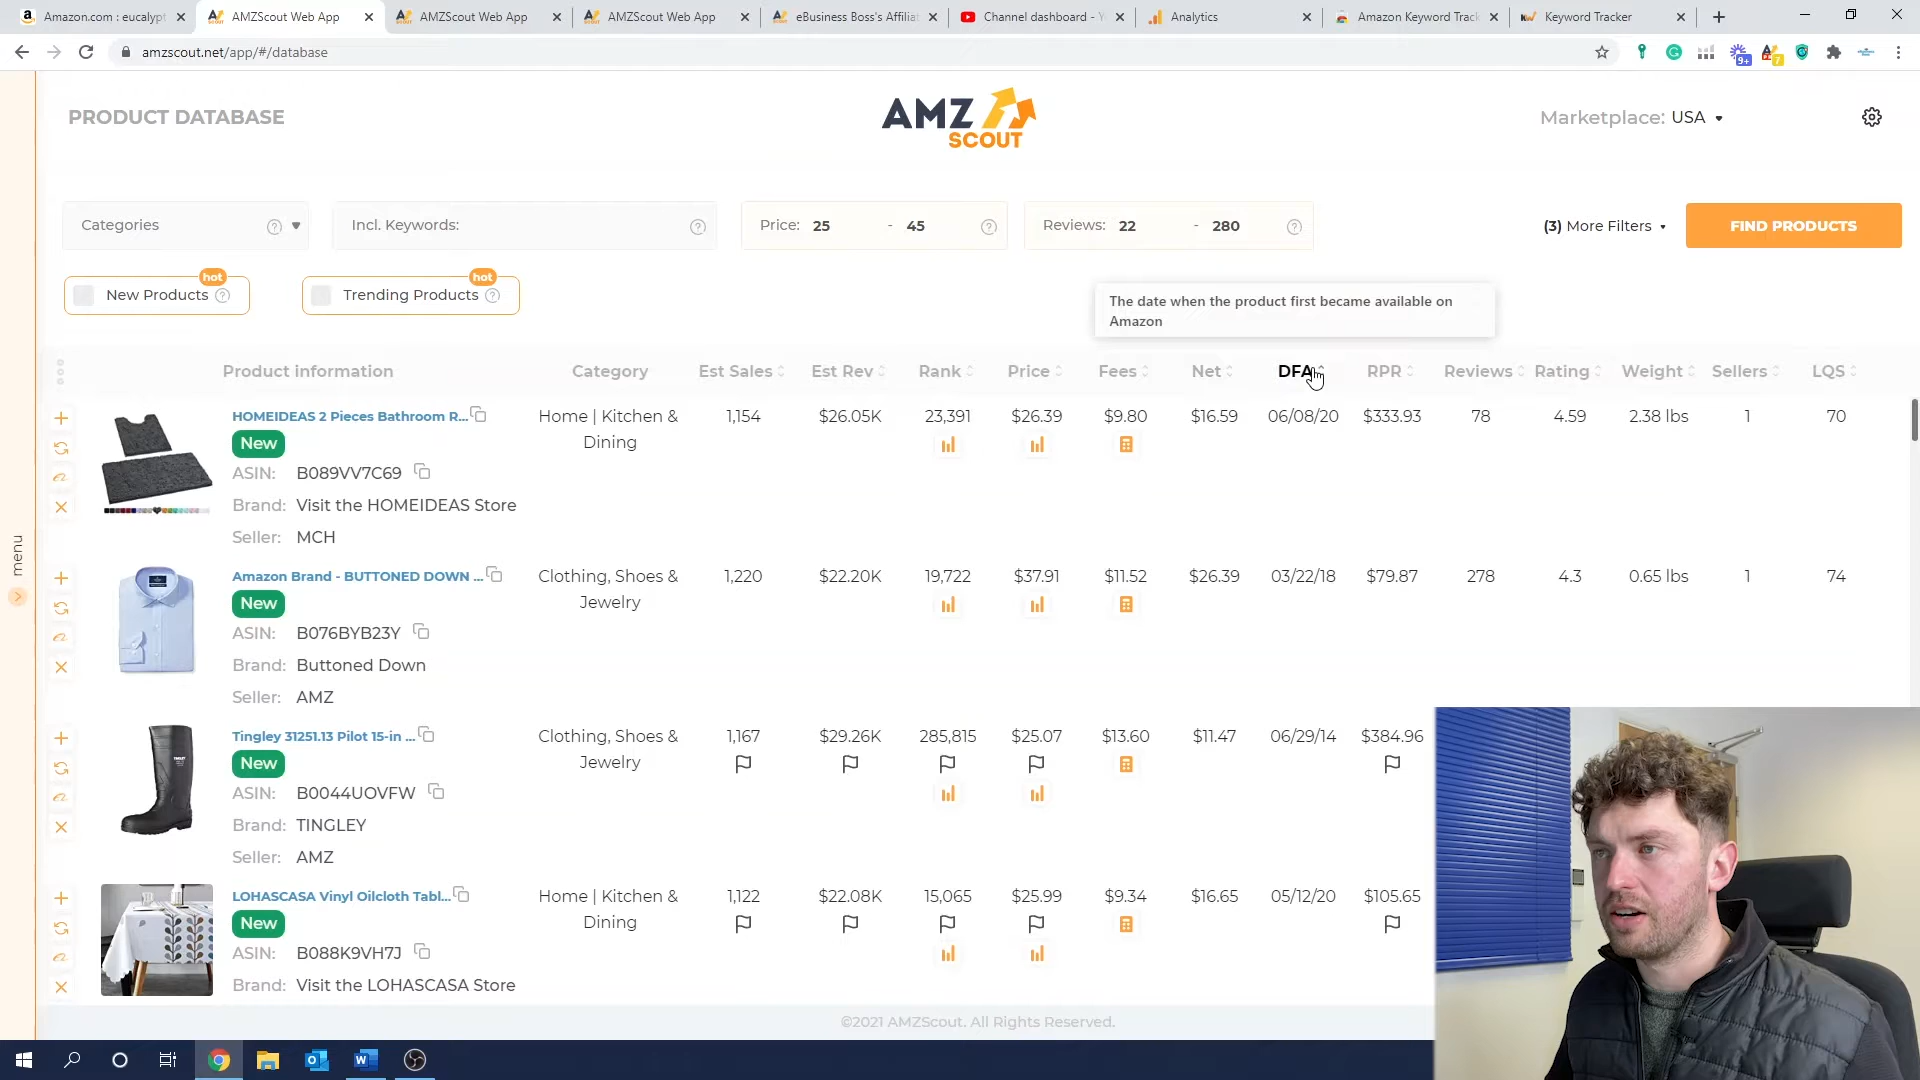 Amazon.com : eucalypt
AMZScout Web App
AMZScout Web App
AMZScout Web App
eBusiness Boss's Affiliat
Channel dashboard - Y
Analytics
Amazon Keyword Track
Keyword Tracker
amzscout.net/app/#/database
9+
7
PRODUCT DATABASE
AMZ
SCOUT
Marketplace: USA
Categories
Incl. Keywords:
Price: 25 - 45
Reviews: 22 - 280
(3) More Filters
FIND PRODUCTS
hot
New Products
hot
Trending Products
The date when the product first became available on
Amazon
Product information Category Est Sales Est Rev Rank Price Fees Net DFA RPR Reviews Rating Weight Sellers LQS
HOMEIDEAS 2 Pieces Bathroom R... Home | Kitchen & 1,154 $26.05K 23,391 $26.39 $9.80 $16.59 06/08/20 $333.93 78 4.59 2.38 lbs 1 70
New Dining
ASIN: B089VV7C69
Brand: Visit the HOMEIDEAS Store
Seller: MCH
Amazon Brand - BUTTONED DOWN ... Clothing, Shoes & 1,220 $22.20K 19,722 $37.91 $11.52 $26.39 03/22/18 $79.87 278 4.3 0.65 lbs 1 74
New Jewelry
ASIN: B076BYB23Y
Brand: Buttoned Down
Seller: AMZ
Tingley 31251.13 Pilot 15-in ... Clothing, Shoes & 1,167 $29.26K 285,815 $25.07 $13.60 $11.47 06/29/14 $384.96
New Jewelry
ASIN: B0044UOVFW
Brand: TINGLEY
Seller: AMZ
LOHASCASA Vinyl Oilcloth Tabl... Home | Kitchen & 1,122 $22.08K 15,065 $25.99 $9.34 $16.65 05/12/20 $105.65
New Dining
ASIN: B088K9VH7J
Brand: Visit the LOHASCASA Store
menu
©2021 AMZScout. All Rights Reserved.